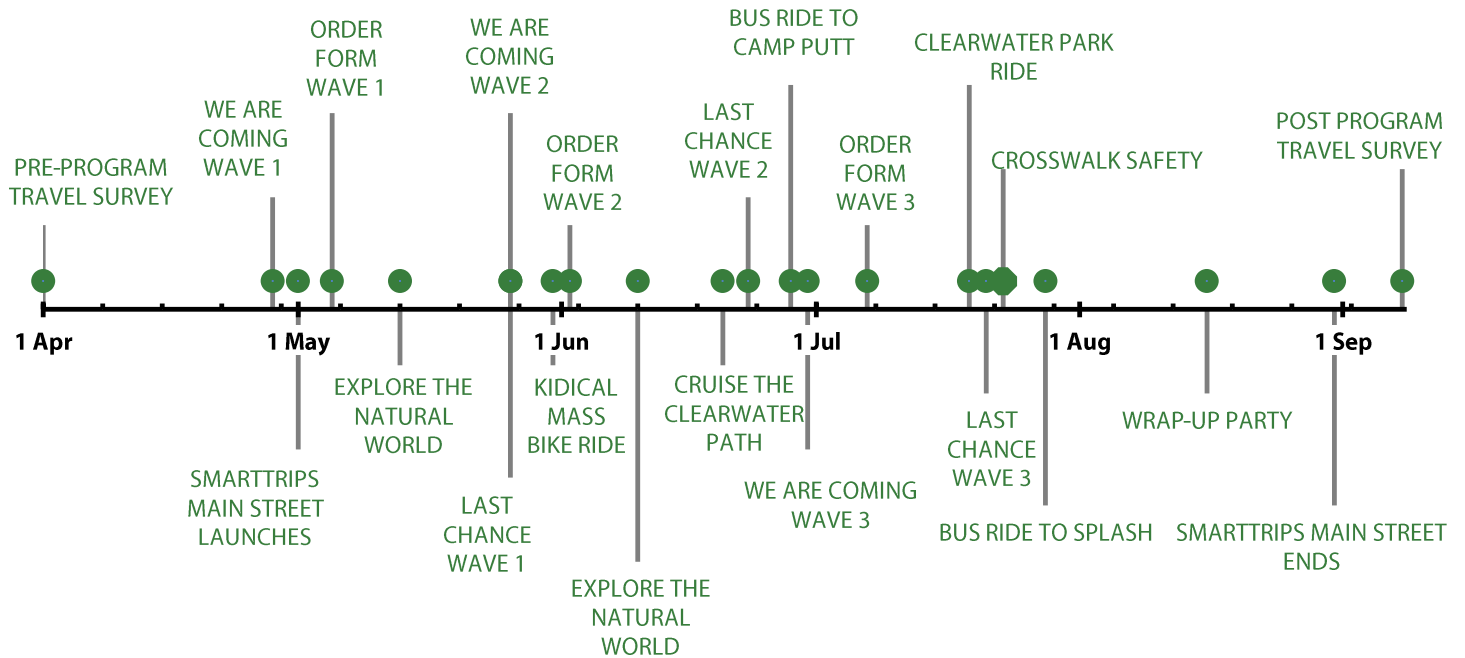 BUS RIDE TO
CAMP PUTT
ORDER
FORM
WAVE 1
WE ARE
COMING
WAVE 2
CLEARWATER PARK
RIDE
WE ARE
COMING
WAVE 1
LAST
CHANCE
WAVE 2
POST PROGRAM
TRAVEL SURVEY
ORDER
FORM
WAVE 2
ORDER
FORM
WAVE 3
CROSSWALK SAFETY
PRE-PROGRAM
TRAVEL SURVEY
1 Apr
1 May
1 Jun
1 Jul
1 Aug
1 Sep
EXPLORE THE
NATURAL
WORLD
KIDICAL
MASS
BIKE RIDE
CRUISE THE
CLEARWATER
PATH
LAST
CHANCE
WAVE 3
WRAP-UP PARTY
SMARTTRIPS
MAIN STREET
LAUNCHES
WE ARE COMING
WAVE 3
LAST
CHANCE
WAVE 1
BUS RIDE TO SPLASH
SMARTTRIPS MAIN STREET
ENDS
EXPLORE THE
NATURAL
WORLD